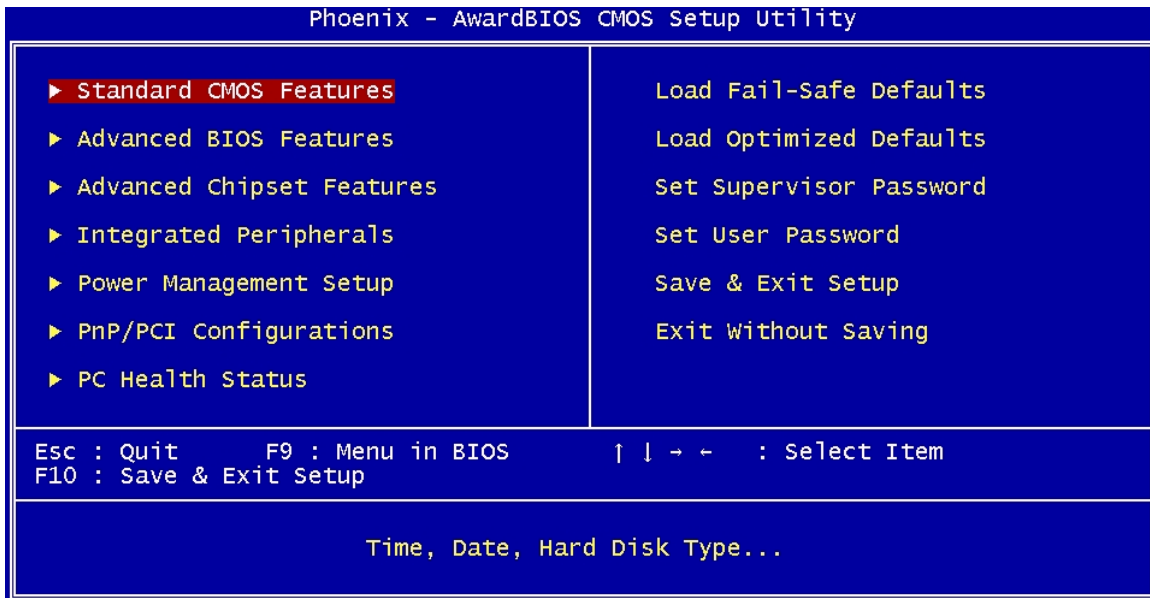 Phoenix - AwardBIOS CMOS Setup Utility
▶ Standard CMOS Features
▶ Advanced BIOS Features
▶ Advanced Chipset Features
▶ Integrated Peripherals
▶ Power Management Setup
▶ PnP/PCI Configurations
▶ PC Health Status
Load Fail-Safe Defaults
Load Optimized Defaults
Set Supervisor Password
Set User Password
Save & Exit Setup
Exit Without Saving
Esc : Quit F9 : Menu in BIOS ↑ ↓ → ← : Select Item
F10 : Save & Exit Setup
Time, Date, Hard Disk Type...